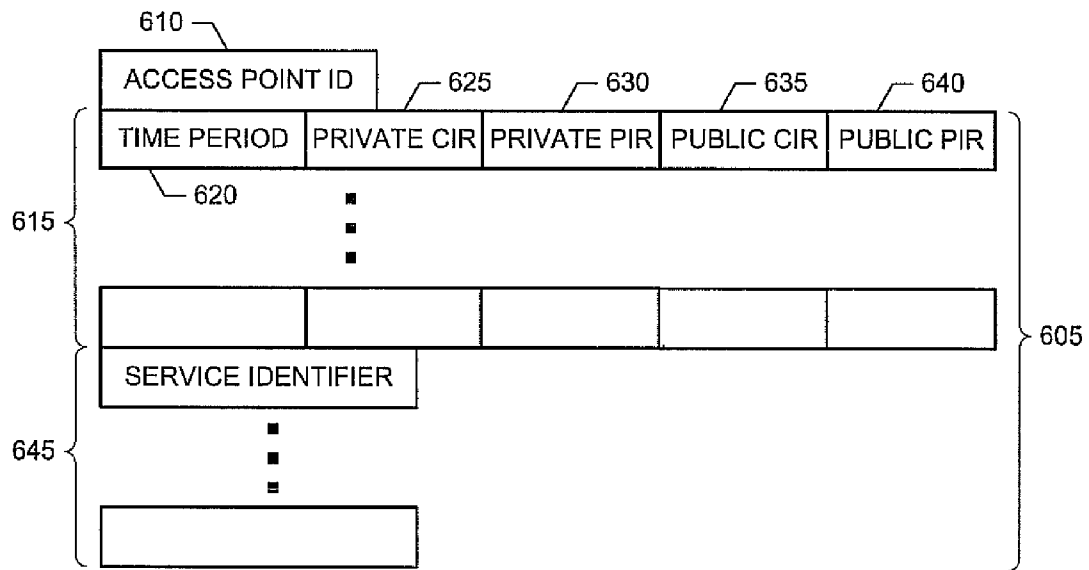 610
ACCESS POINT ID
625 630 635 640
TIME PERIOD PRIVATE CIR PRIVATE PIR PUBLIC CIR PUBLIC PIR
620
615
605
SERVICE IDENTIFIER
645